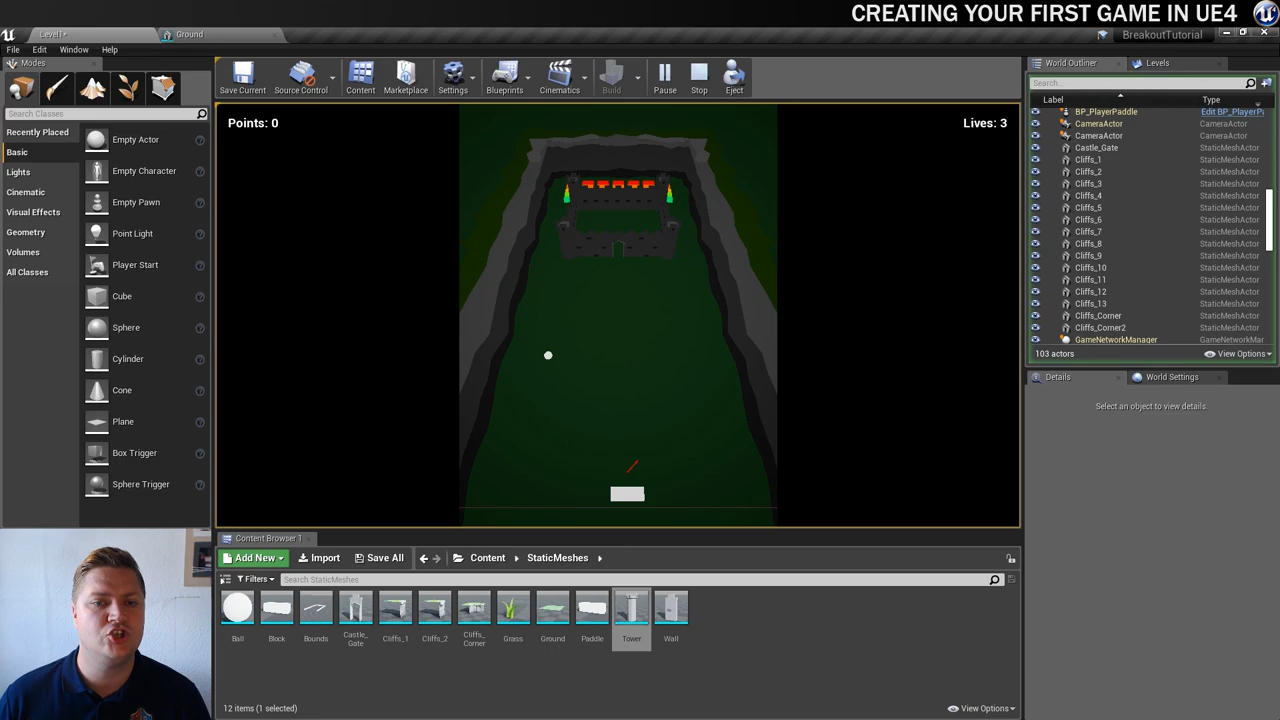 CREATING YOUR FIRST GAME IN UE4
Level1*
Ground
BreakoutTutorial
File
Edit
Window
Help
Modes
Search Classes
Recently Placed
Basic
Lights
Cinematic
Visual Effects
Geometry
Volumes
All Classes
Empty Actor
Empty Character
Empty Pawn
Point Light
Player Start
Cube
Sphere
Cylinder
Cone
Plane
Box Trigger
Sphere Trigger
Save Current
Source Control
Content
Marketplace
Settings
Blueprints
Cinematics
Build
Pause
Stop
Eject
Points: 0
Lives: 3
World Outliner
Levels
Search...
Label
Type
BP_PlayerPaddle
Edit BP_PlayerPa
CameraActor
CameraActor
CameraActor
CameraActor
Castle_Gate
StaticMeshActor
Cliffs_1
StaticMeshActor
Cliffs_2
StaticMeshActor
Cliffs_3
StaticMeshActor
Cliffs_4
StaticMeshActor
Cliffs_5
StaticMeshActor
Cliffs_6
StaticMeshActor
Cliffs_7
StaticMeshActor
Cliffs_8
StaticMeshActor
Cliffs_9
StaticMeshActor
Cliffs_10
StaticMeshActor
Cliffs_11
StaticMeshActor
Cliffs_12
StaticMeshActor
Cliffs_13
StaticMeshActor
Cliffs_Corner
StaticMeshActor
Cliffs_Corner2
StaticMeshActor
GameNetworkManager
GameNetworkMar
103 actors
View Options
Details
World Settings
Select an object to view details.
Content Browser 1
Add New
Import
Save All
Content
StaticMeshes
Filters
Search StaticMeshes
Ball
Block
Bounds
Castle_
Gate
Cliffs_1
Cliffs_2
Cliffs_
Corner
Grass
Ground
Paddle
Tower
Wall
12 items (1 selected)
View Options